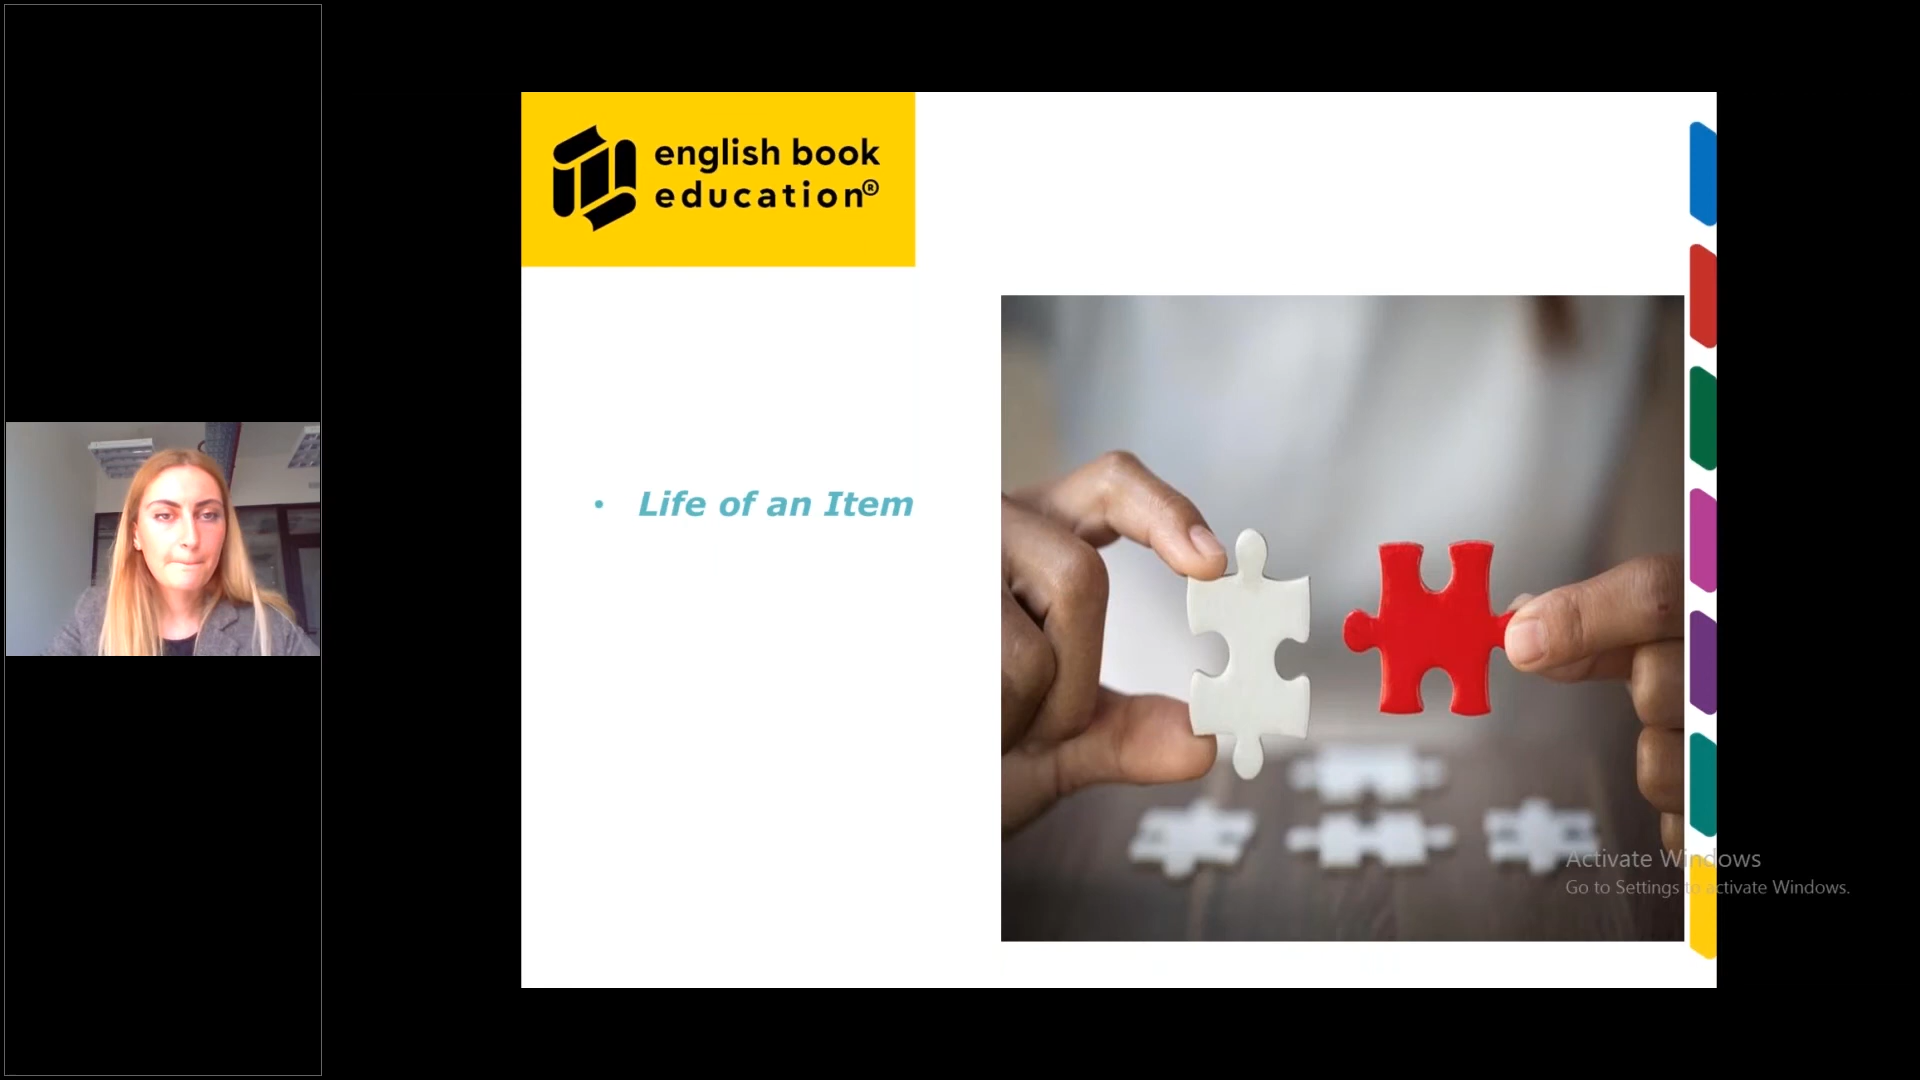 english book
education®
• Life of an Item
Activate Windows
Go to Settings to activate Windows.